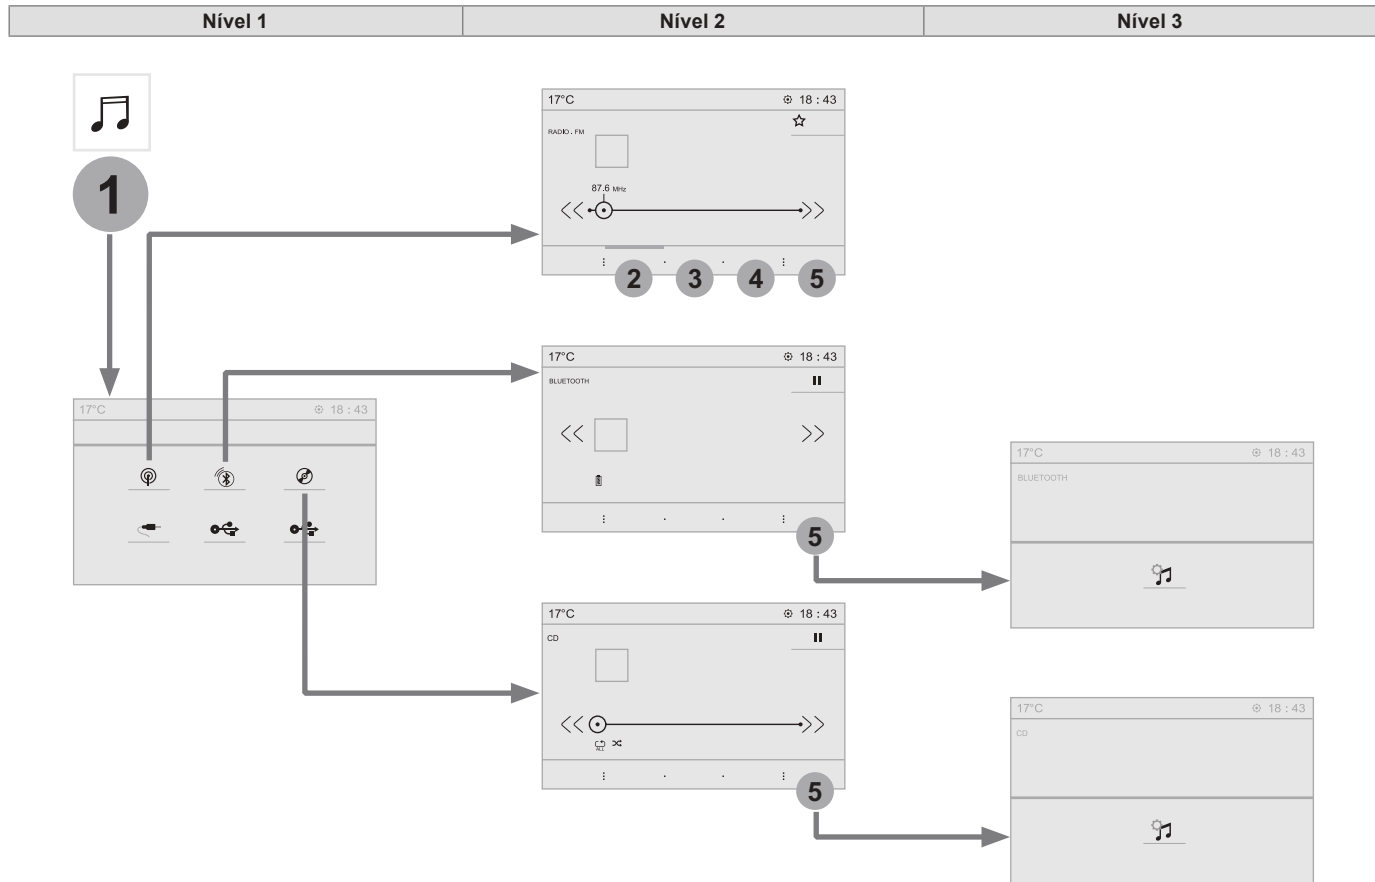 Nível 1 Nível 2 Nível 3
1
17°C 18 : 43
RADIO . FM
87.6 MHz
2 3 4 5
17°C 18 : 43
BLUETOOTH
5
17°C 18 : 43
17°C 18 : 43
BLUETOOTH
17°C 18 : 43
CD
ALL
5
17°C 18 : 43
CD